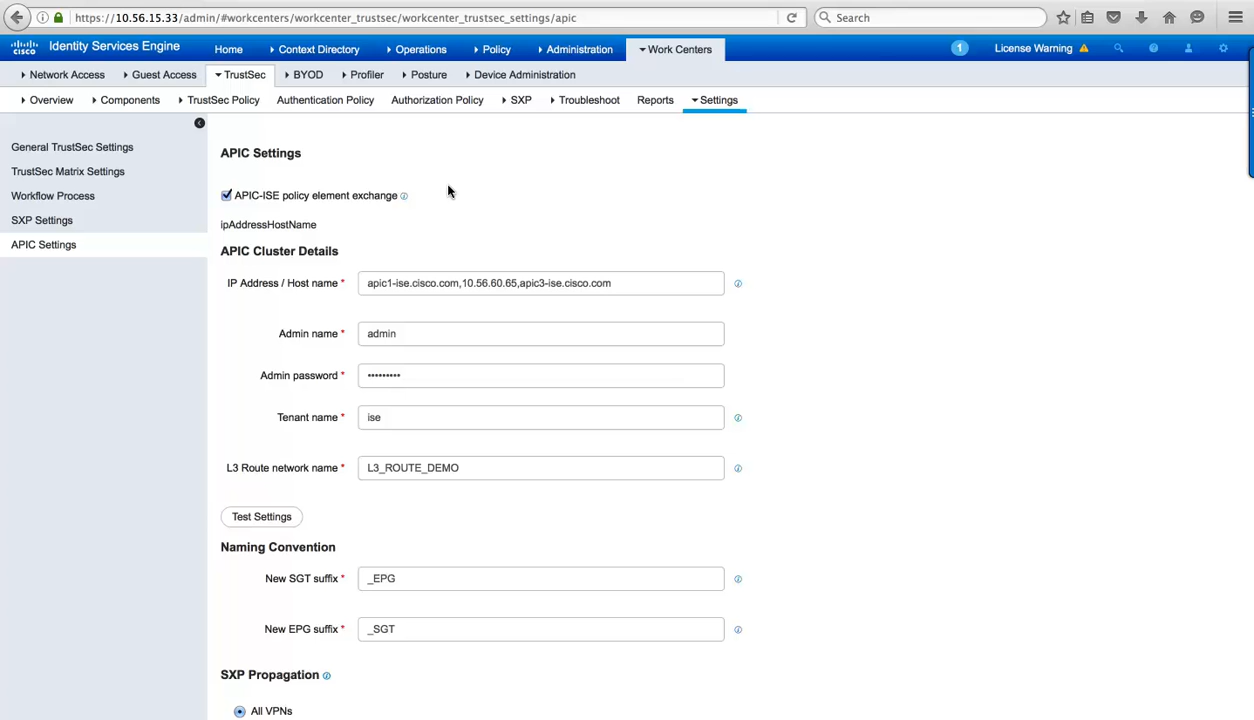 https://10.56.15.33/admin/#workcenters/workcenter_trustsec/workcenter_trustsec_settings/apic
Search
cisco Identity Services Engine Home Context Directory Operations Policy Administration Work Centers 1 License Warning
Network Access Guest Access TrustSec BYOD Profiler Posture Device Administration
Overview Components TrustSec Policy Authentication Policy Authorization Policy SXP Troubleshoot Reports Settings
General TrustSec Settings
TrustSec Matrix Settings
Workflow Process
SXP Settings
APIC Settings
APIC Settings
APIC-ISE policy element exchange
ipAddressHostName
APIC Cluster Details
IP Address / Host name * apic1-ise.cisco.com,10.56.60.65,apic3-ise.cisco.com
Admin name * admin
Admin password * •••••••••
Tenant name * ise
L3 Route network name * L3_ROUTE_DEMO
Test Settings
Naming Convention
New SGT suffix * _EPG
New EPG suffix * _SGT
SXP Propagation
All VPNs